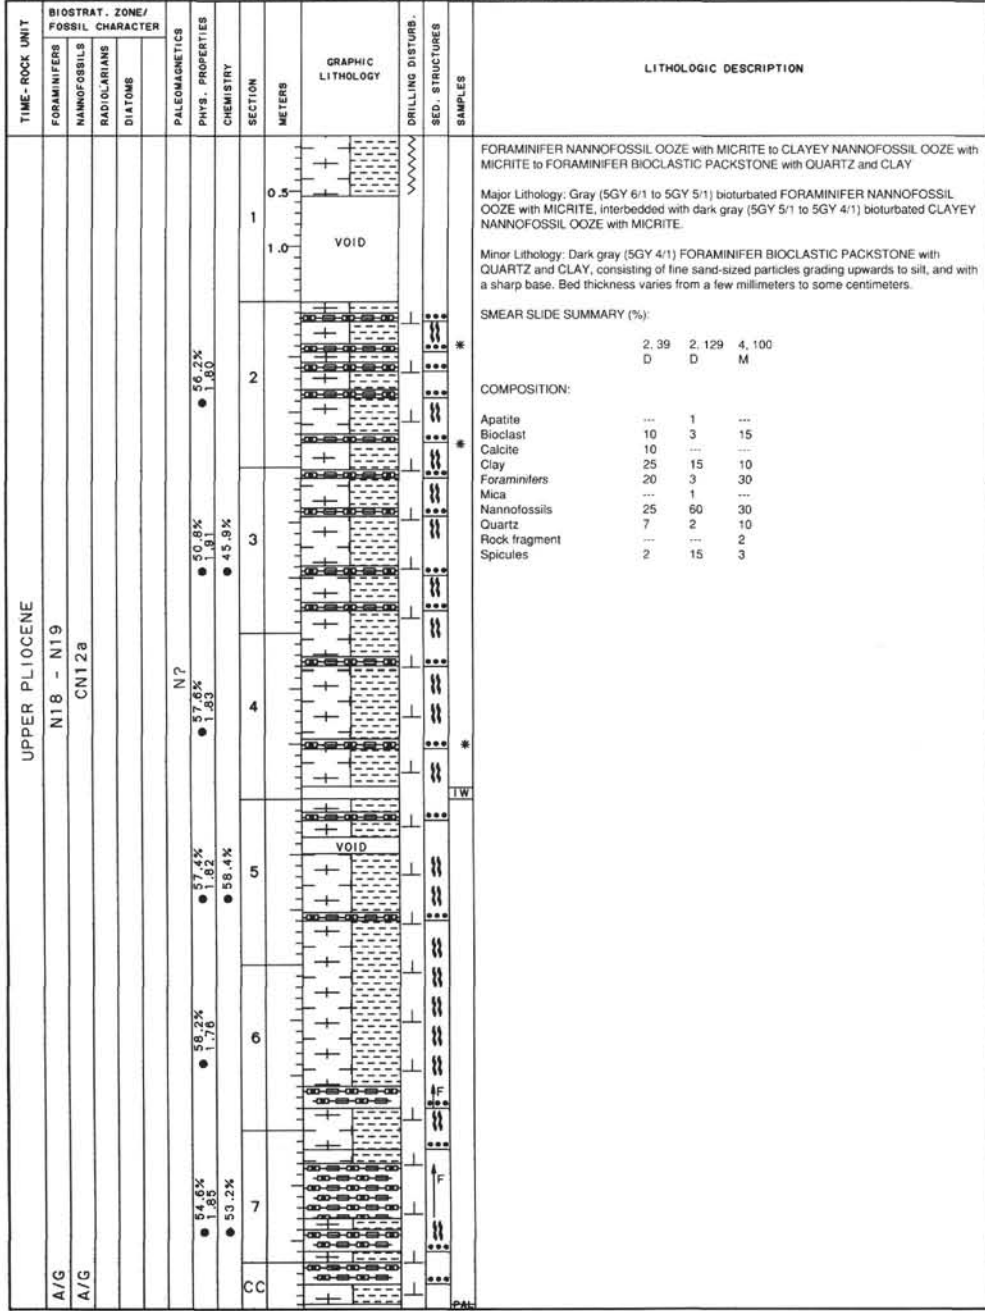 TIME-ROCK UNIT
BIOSTRAT. ZONE/
FOSSIL CHARACTER
FORAMINIFERS
NANNOFOSSILS
RADIOLARIANS
DIATOMS
PALEOMAGNETICS
PHYS. PROPERTIES
CHEMISTRY
SECTION
METERS
GRAPHIC
LITHOLOGY
DRILLING DISTURB.
SED. STRUCTURES
SAMPLES
LITHOLOGIC DESCRIPTION
UPPER PLIOCENE
N18 - N19
A/G
CN12a
A/G
N?
56.2%
1.80
50.8%
1.91
57.6%
1.83
57.4%
1.82
58.2%
1.76
54.6%
1.85
45.9%
58.4%
53.2%
1
2
3
4
5
6
7
CC
0.5
1.0
VOID
VOID
F
F
*
*
*
IW
PAL
FORAMINIFER NANNOFOSSIL OOZE with MICRITE to CLAYEY NANNOFOSSIL OOZE with
MICRITE to FORAMINIFER BIOCLASTIC PACKSTONE with QUARTZ and CLAY
Major Lithology: Gray (5GY 6/1 to 5GY 5/1) bioturbated FORAMINIFER NANNOFOSSIL
OOZE with MICRITE, interbedded with dark gray (5GY 5/1 to 5GY 4/1) bioturbated CLAYEY
NANNOFOSSIL OOZE with MICRITE.
Minor Lithology: Dark gray (5GY 4/1) FORAMINIFER BIOCLASTIC PACKSTONE with
QUARTZ and CLAY, consisting of fine sand-sized particles grading upwards to silt, and with
a sharp base. Bed thickness varies from a few millimeters to some centimeters.
SMEAR SLIDE SUMMARY (%):
2, 39 2, 129 4, 100
D D M
COMPOSITION:
Apatite --- 1 ---
Bioclast 10 3 15
Calcite 10 --- ---
Clay 25 15 10
Foraminifers 20 3 30
Mica --- 1 ---
Nannofossils 25 60 30
Quartz 7 2 10
Rock fragment --- --- 2
Spicules 2 15 3